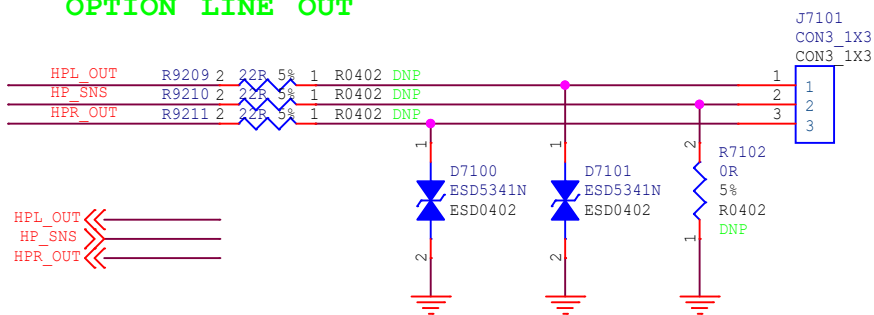 OPTION LINE OUT
J7101
CON3_1X3
CON3_1X3
HPL_OUT R9209 2 22R 5% 1 R0402 DNP 1 1
HP_SNS R9210 2 22R 5% 1 R0402 DNP 2 2
HPR_OUT R9211 2 22R 5% 1 R0402 DNP 3 3
1 1 2
D7100
ESD5341N
ESD0402
D7101
ESD5341N
ESD0402
R7102
0R
5%
R0402
DNP
2 2 1
HPL_OUT
HP_SNS
HPR_OUT